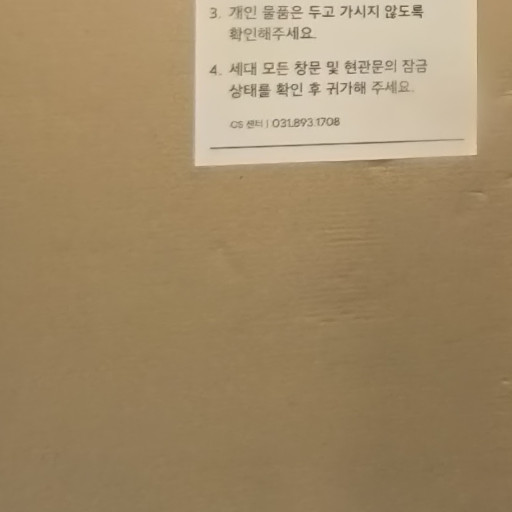 3. 개인 물품은 두고 가시지 않도록
확인해주세요.
4. 세대 모든 창문 및 현관문의 잠금
상태를 확인 후 귀가해 주세요.
CS 센터 | 031.893.1708